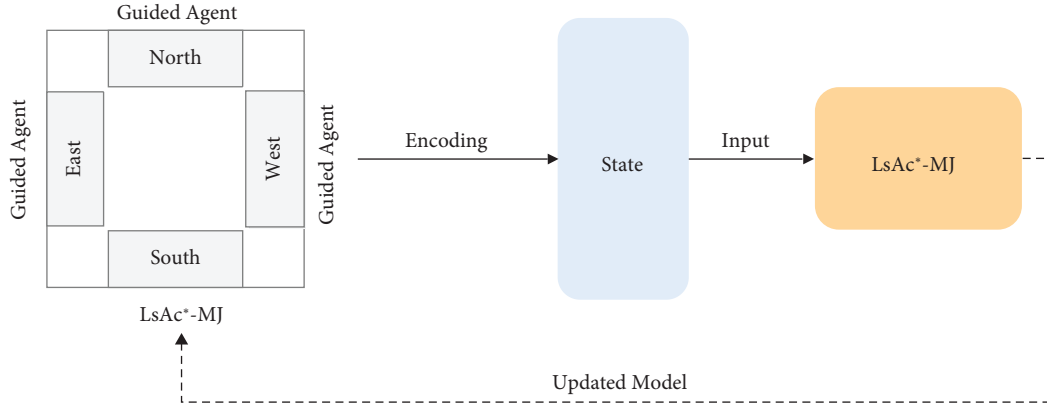 Guided Agent
North
Guided Agent
East
West
Guided Agent
South
LsAc*-MJ
Encoding
State
Input
LsAc*-MJ
Updated Model